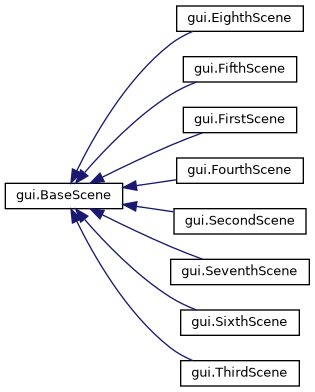 gui.EighthScene
gui.FifthScene
gui.FirstScene
gui.FourthScene
gui.BaseScene
gui.SecondScene
gui.SeventhScene
gui.SixthScene
gui.ThirdScene